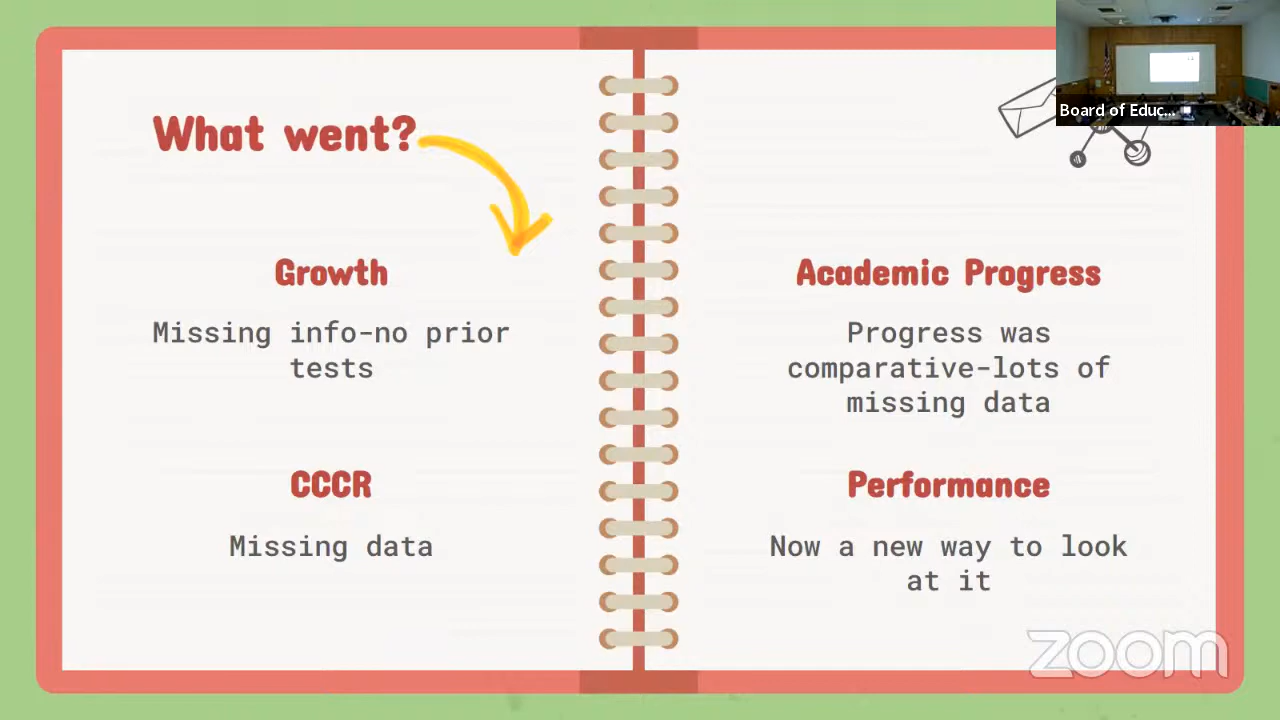 What went?
Growth
Missing info-no prior
tests
CCCR
Missing data
Academic Progress
Progress was
comparative-lots of
missing data
Performance
Now a new way to look
at it
Board of Educ...
zoom